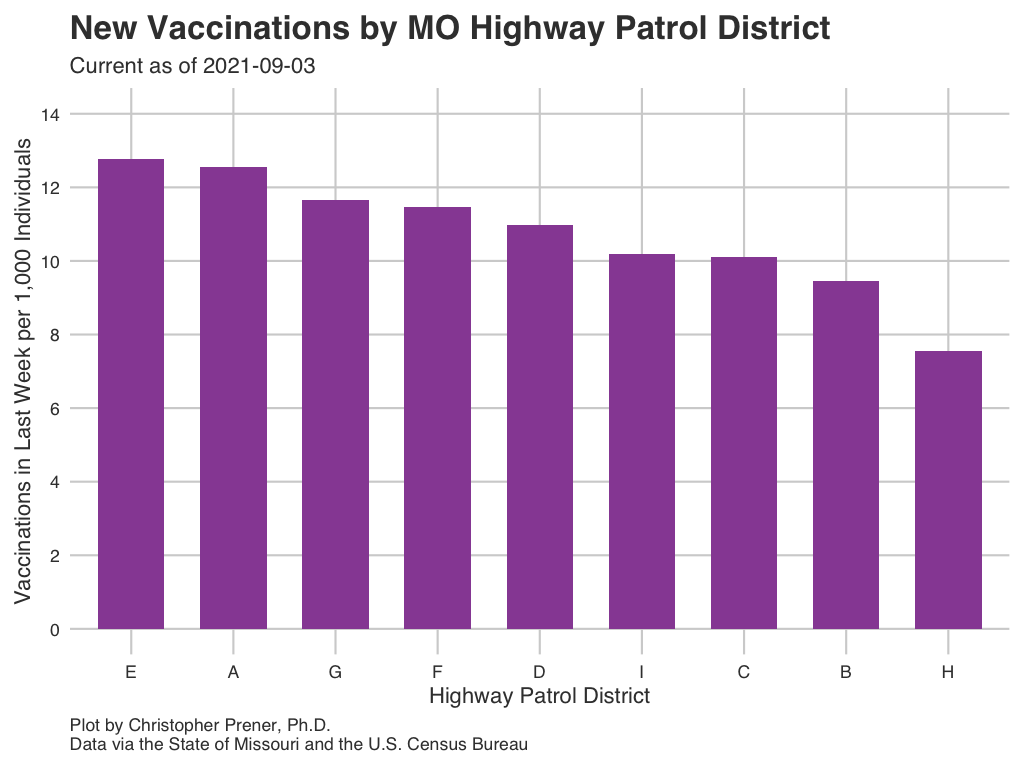 New Vaccinations by MO Highway Patrol District
Current as of 2021-09-03
Vaccinations in Last Week per 1,000 Individuals
14
12
10
8
6
4
2
0
E A G F D I C B H
Highway Patrol District
Plot by Christopher Prener, Ph.D.
Data via the State of Missouri and the U.S. Census Bureau